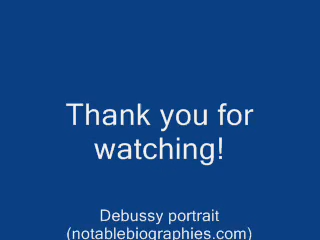 Thank you for
watching!
Debussy portrait
(notablebiographies.com)